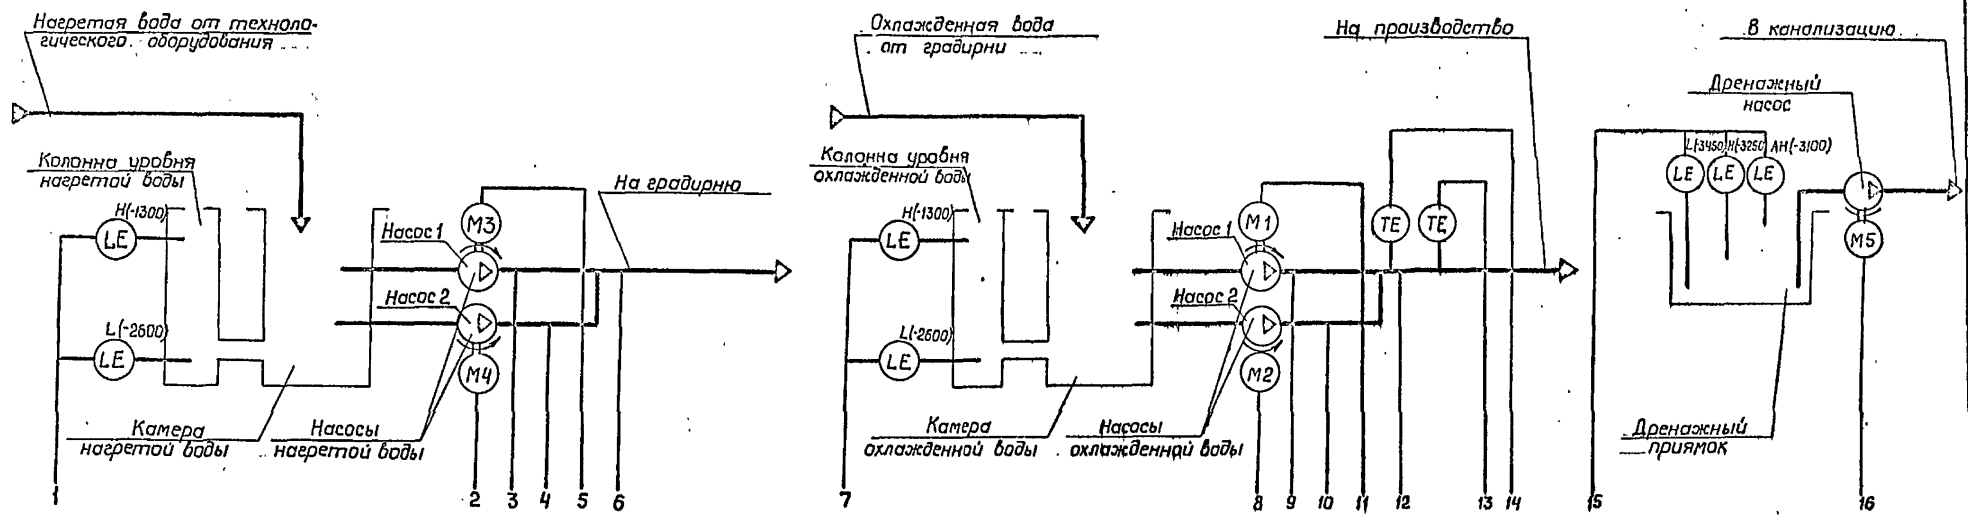 Нагретая вода от техноло-
гического оборудования
Колонна уровня
нагретой воды
H(-1300)
LE
L(-2600)
LE
Камера
нагретой воды
Насосы
нагретой воды
Насос 1
M3
Насос 2
M4
На градирню
1
2
3
4
5
6
Охлажденная вода
от градирни
Колонна уровня
охлажденной воды
H(-1300)
LE
L(-2600)
LE
Камера
охлажденной воды
Насосы
охлажденной воды
Насос 1
M1
Насос 2
M2
TE
TE
На производство
7
8
9
10
11
12
13
14
В канализацию
Дренажный
насос
L(-3450) H(-3250) AH(-3100)
LE
LE
LE
M5
Дренажный
приямок
15
16